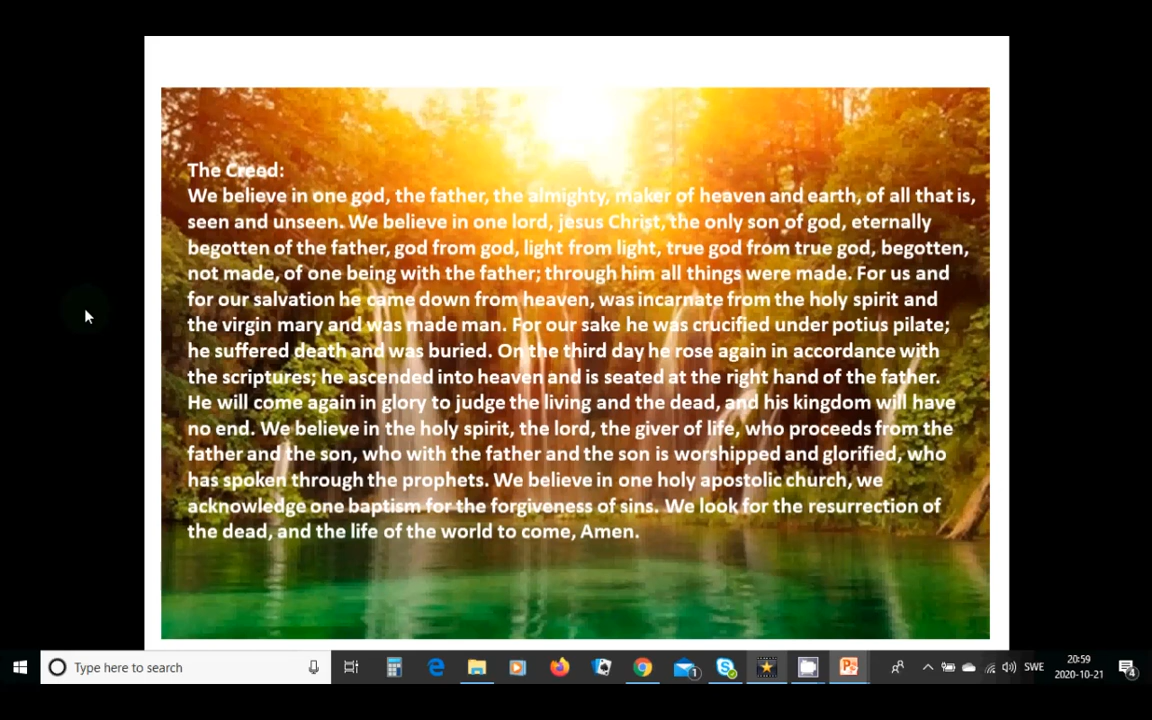 The Creed:
We believe in one god, the father, the almighty, maker of heaven and earth, of all that is,
seen and unseen. We believe in one lord, jesus Christ, the only son of god, eternally
begotten of the father, god from god, light from light, true god from true god, begotten,
not made, of one being with the father; through him all things were made. For us and
for our salvation he came down from heaven, was incarnate from the holy spirit and
the virgin mary and was made man. For our sake he was crucified under potius pilate;
he suffered death and was buried. On the third day he rose again in accordance with
the scriptures; he ascended into heaven and is seated at the right hand of the father.
He will come again in glory to judge the living and the dead, and his kingdom will have
no end. We believe in the holy spirit, the lord, the giver of life, who proceeds from the
father and the son, who with the father and the son is worshipped and glorified, who
has spoken through the prophets. We believe in one holy apostolic church, we
acknowledge one baptism for the forgiveness of sins. We look for the resurrection of
the dead, and the life of the world to come, Amen.
Type here to search
1
SWE
20:59
2020-10-21
4